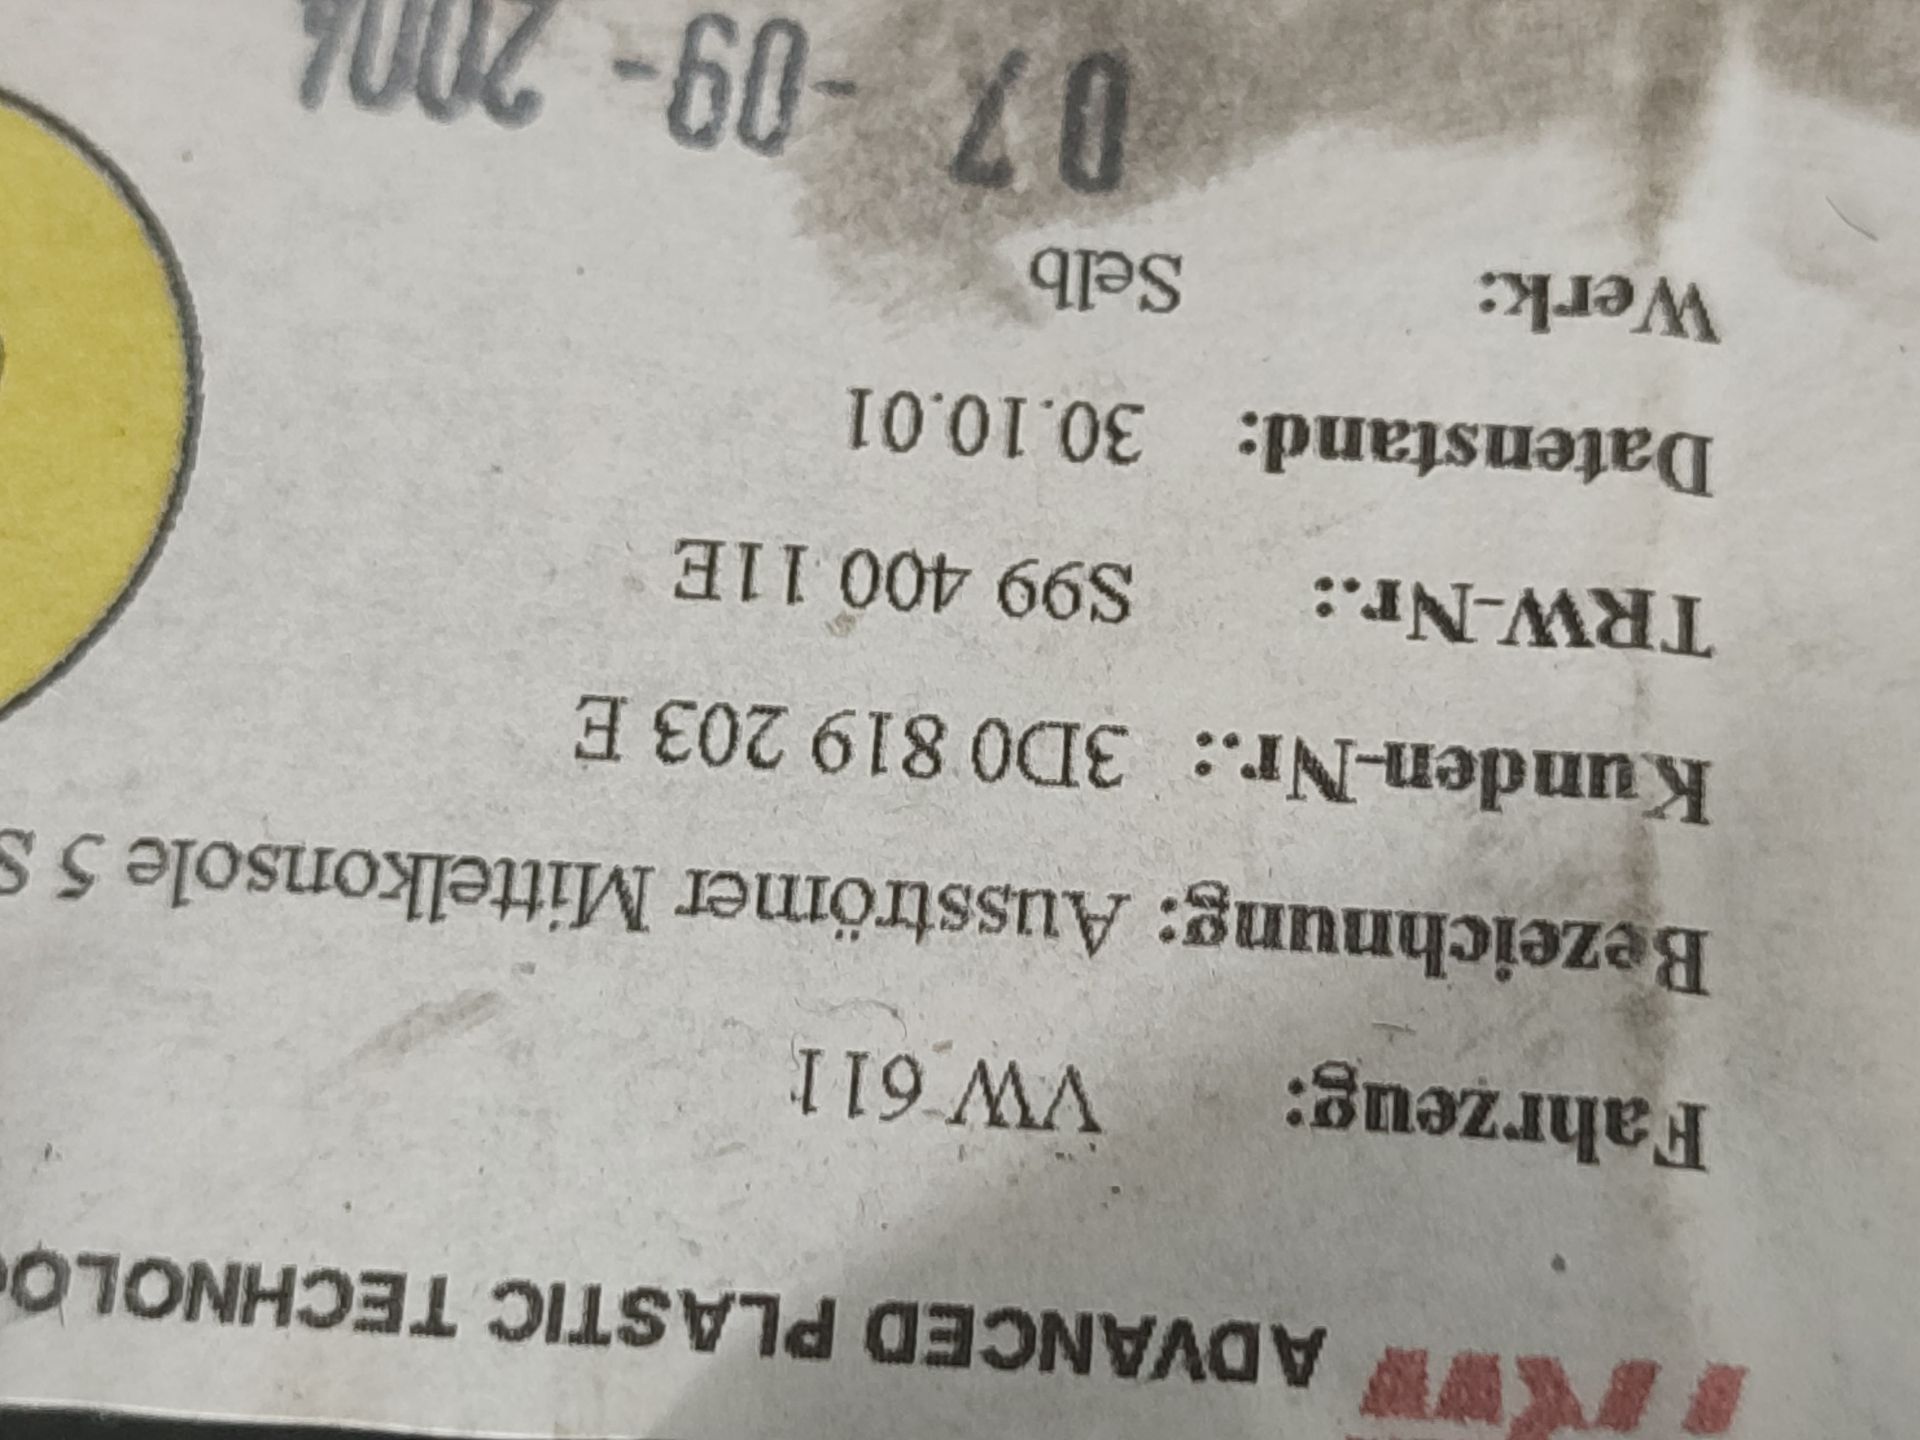 TRW ADVANCED PLASTIC TECHNOLO
Fahrzeug: VW 611
Bezeichnung: Ausströmer Mittelkonsole 5 S
Kunden-Nr.: 3D0 819 203 E
TRW-Nr.: S99 400 11E
Datenstand: 30.10.01
Werk: Selb
07 -09- 2004